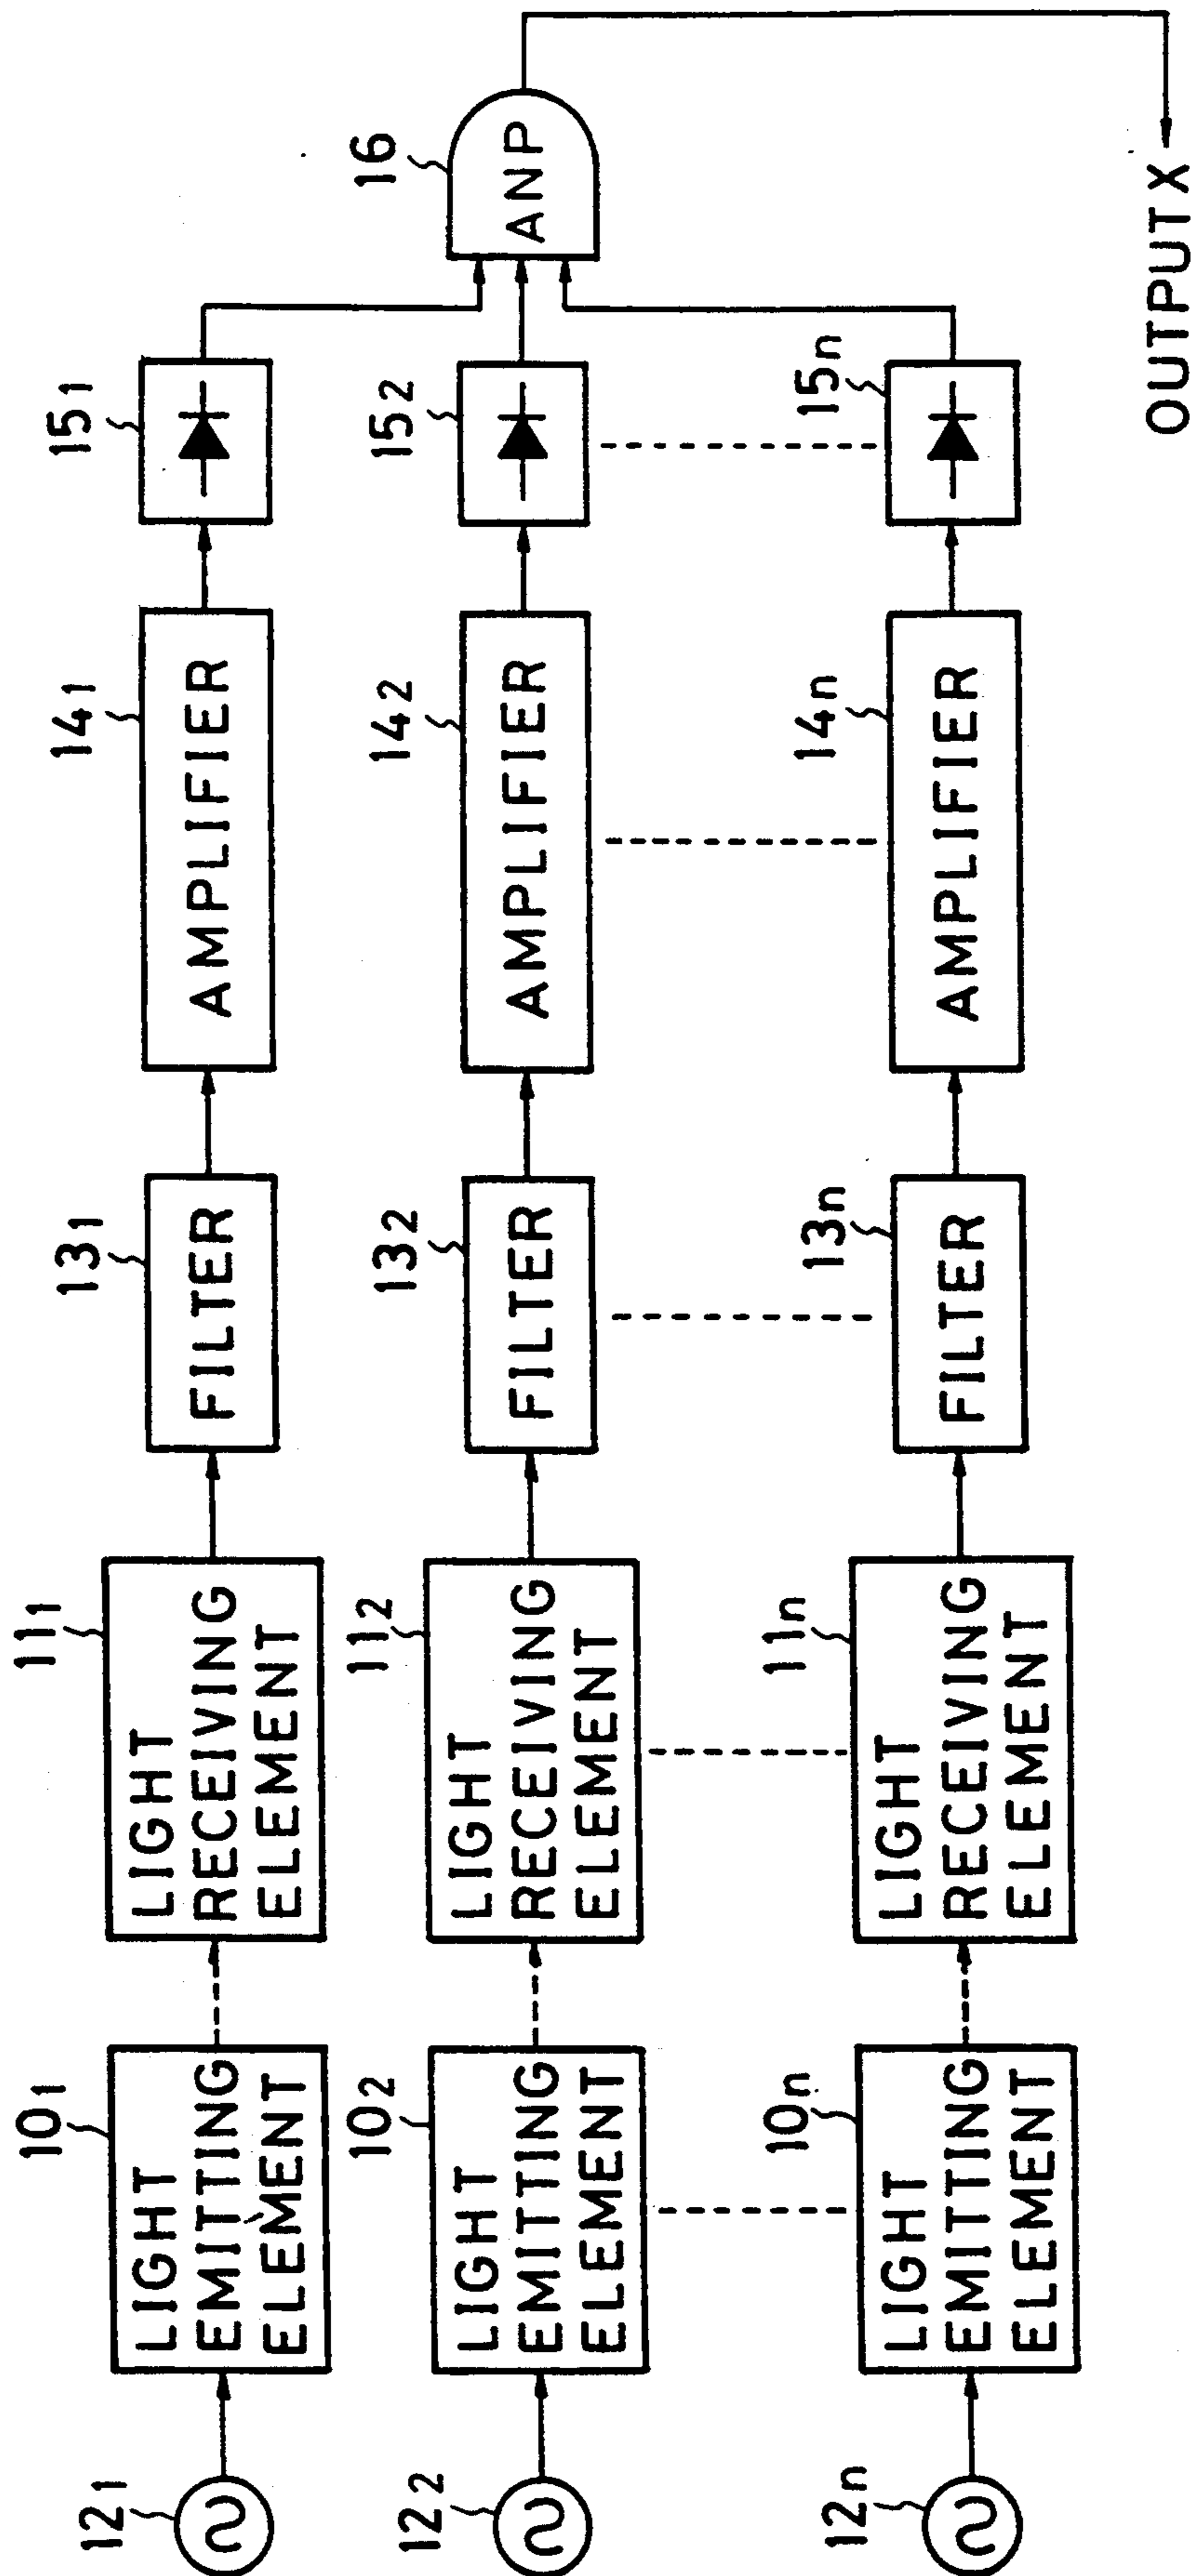 12₁
10₁
11₁
13₁
14₁
15₁
LIGHT
EMITTING
ELEMENT
LIGHT
RECEIVING
ELEMENT
FILTER
AMPLIFIER
16
ANP
12₂
10₂
11₂
13₂
14₂
15₂
LIGHT
EMITTING
ELEMENT
LIGHT
RECEIVING
ELEMENT
FILTER
AMPLIFIER
12ₙ
10ₙ
11ₙ
13ₙ
14ₙ
15ₙ
LIGHT
EMITTING
ELEMENT
LIGHT
RECEIVING
ELEMENT
FILTER
AMPLIFIER
OUTPUT X